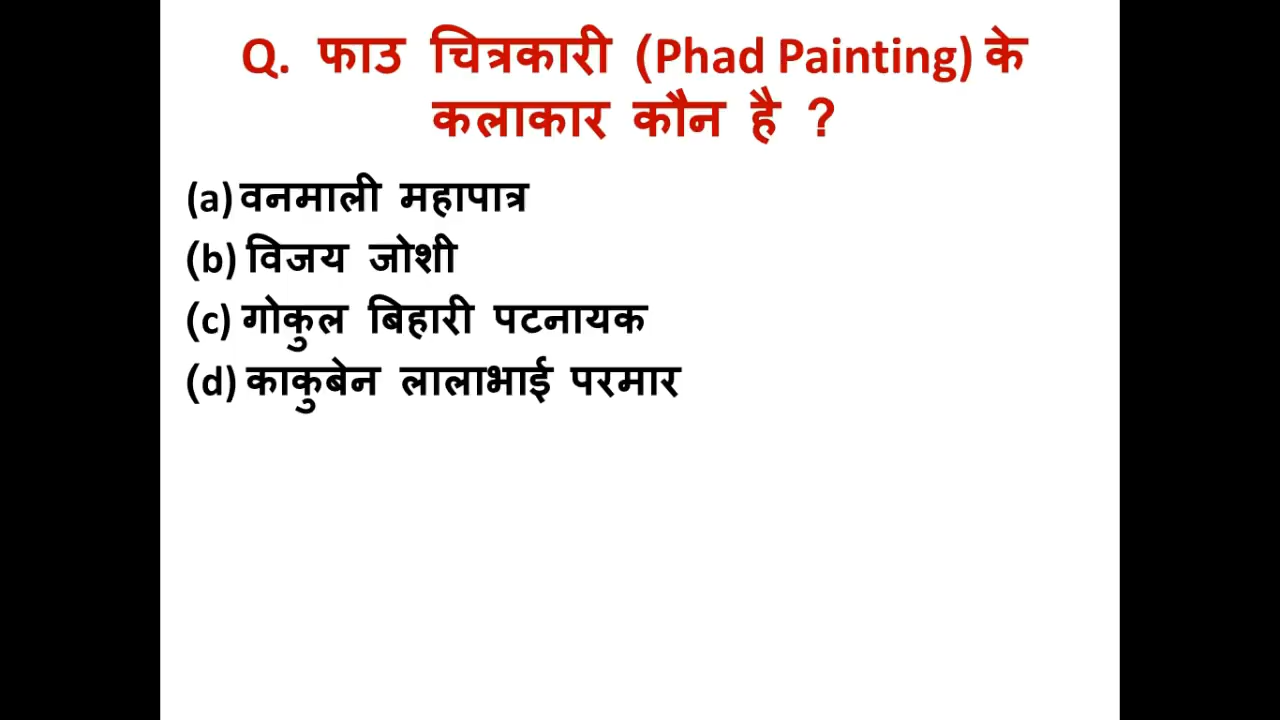 Q. फाउ चित्रकारी (Phad Painting) के
कलाकार कौन है ?
(a) वनमाली महापात्र
(b) विजय जोशी
(c) गोकुल बिहारी पटनायक
(d) काकुबेन लालाभाई परमार